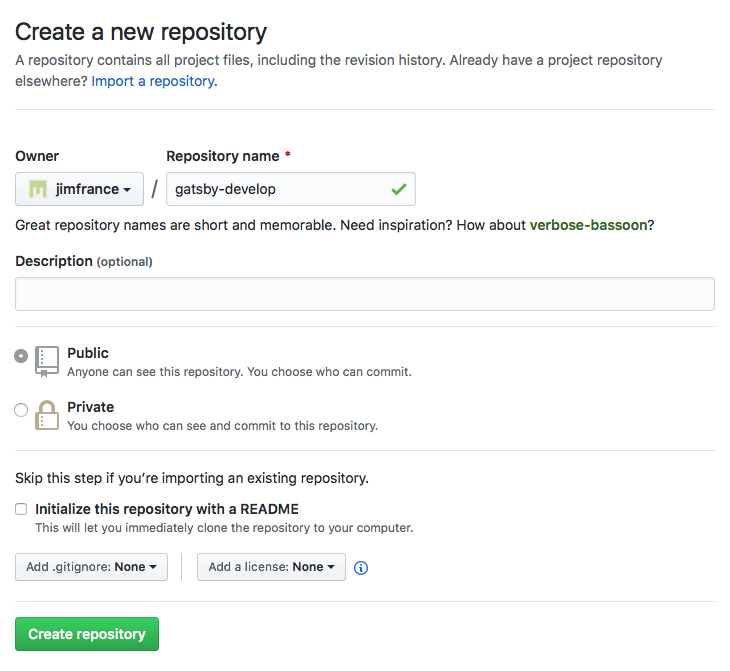 Create a new repository
A repository contains all project files, including the revision history. Already have a project repository
elsewhere? Import a repository.
Owner
Repository name *
jimfrance / gatsby-develop
Great repository names are short and memorable. Need inspiration? How about verbose-bassoon?
Description (optional)
Public
Anyone can see this repository. You choose who can commit.
Private
You choose who can see and commit to this repository.
Skip this step if you’re importing an existing repository.
Initialize this repository with a README
This will let you immediately clone the repository to your computer.
Add .gitignore: None
Add a license: None
Create repository